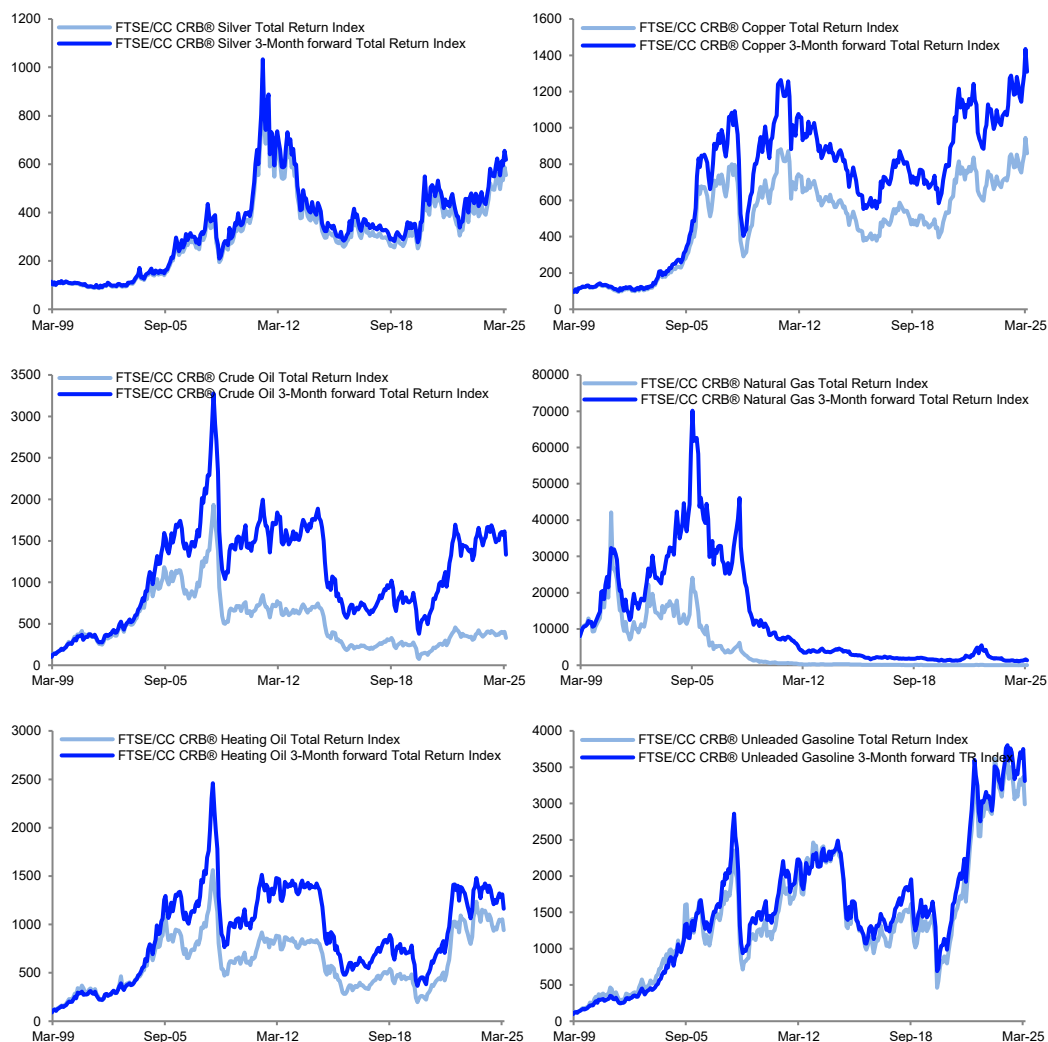 FTSE/CC CRB® Silver Total Return Index
FTSE/CC CRB® Silver 3-Month forward Total Return Index
1200
1000
800
600
400
200
0
Mar-99 Sep-05 Mar-12 Sep-18 Mar-25
FTSE/CC CRB® Copper Total Return Index
FTSE/CC CRB® Copper 3-Month forward Total Return Index
1600
1400
1200
1000
800
600
400
200
0
Mar-99 Sep-05 Mar-12 Sep-18 Mar-25
FTSE/CC CRB® Crude Oil Total Return Index
FTSE/CC CRB® Crude Oil 3-Month forward Total Return Index
3500
3000
2500
2000
1500
1000
500
0
Mar-99 Sep-05 Mar-12 Sep-18 Mar-25
FTSE/CC CRB® Natural Gas Total Return Index
FTSE/CC CRB® Natural Gas 3-Month forward Total Return Index
80000
70000
60000
50000
40000
30000
20000
10000
0
Mar-99 Sep-05 Mar-12 Sep-18 Mar-25
FTSE/CC CRB® Heating Oil Total Return Index
FTSE/CC CRB® Heating Oil 3-Month forward Total Return Index
3000
2500
2000
1500
1000
500
0
Mar-99 Sep-05 Mar-12 Sep-18 Mar-25
FTSE/CC CRB® Unleaded Gasoline Total Return Index
FTSE/CC CRB® Unleaded Gasoline 3-Month forward TR Index
4000
3500
3000
2500
2000
1500
1000
500
0
Mar-99 Sep-05 Mar-12 Sep-18 Mar-25